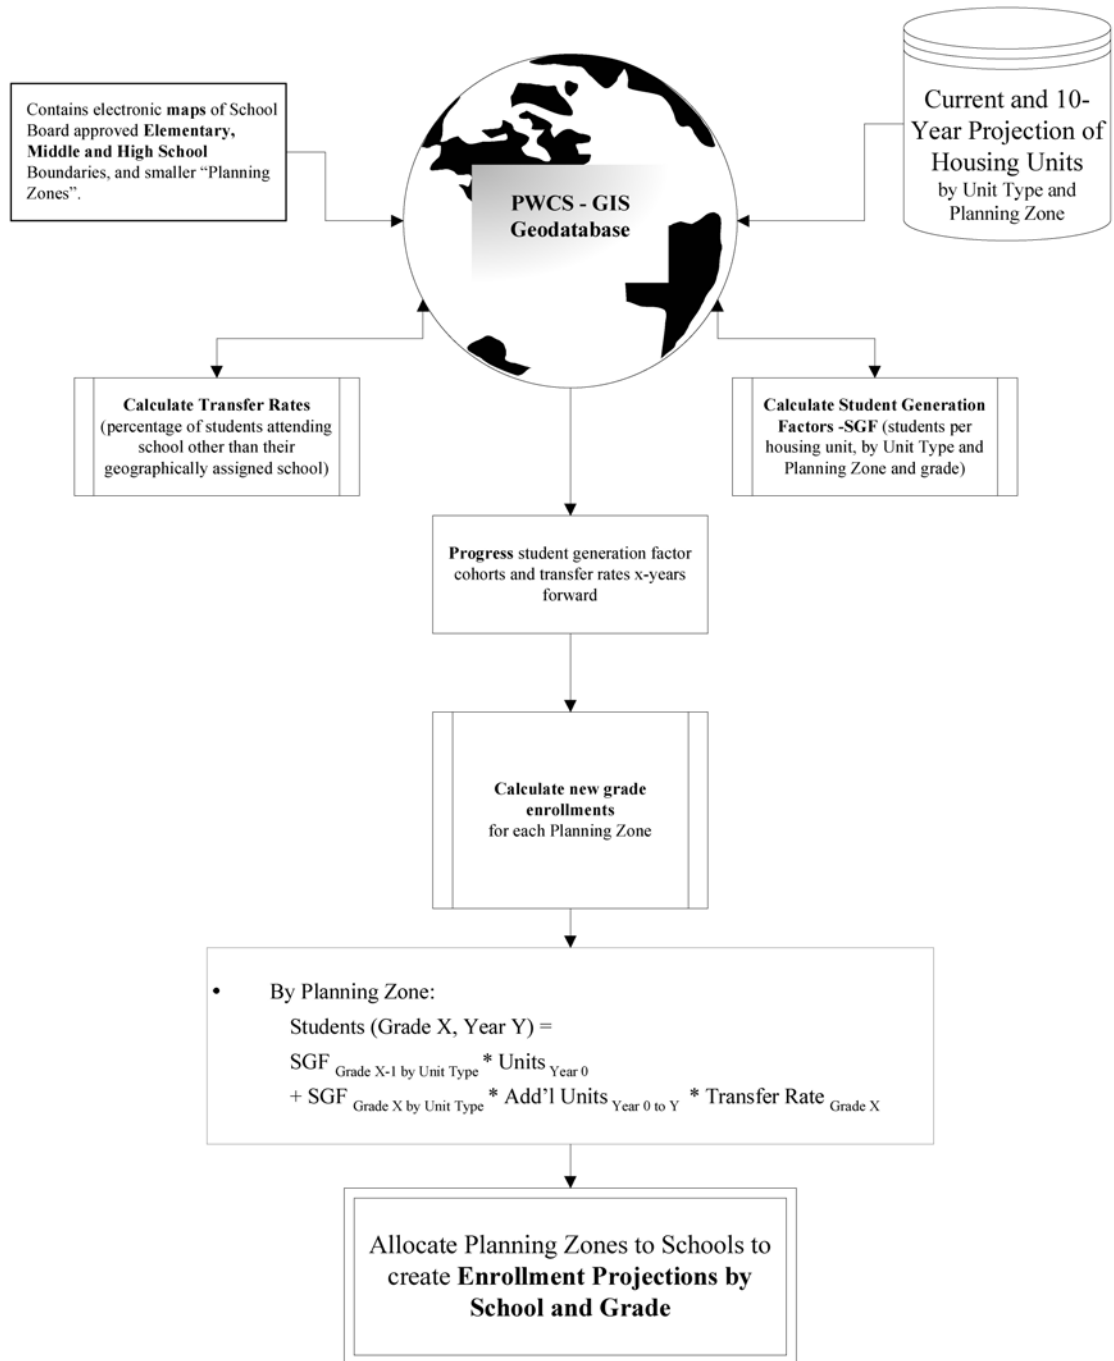 Contains electronic maps of School
Board approved Elementary,
Middle and High School
Boundaries, and smaller “Planning
Zones”.
PWCS - GIS
Geodatabase
Current and 10-
Year Projection of
Housing Units
by Unit Type and
Planning Zone
Calculate Transfer Rates
(percentage of students attending
school other than their
geographically assigned school)
Calculate Student Generation
Factors -SGF (students per
housing unit, by Unit Type and
Planning Zone and grade)
Progress student generation factor
cohorts and transfer rates x-years
forward
Calculate new grade
enrollments
for each Planning Zone
• By Planning Zone:
Students (Grade X, Year Y) =
SGF Grade X-1 by Unit Type * Units Year 0
+ SGF Grade X by Unit Type * Add’l Units Year 0 to Y * Transfer Rate Grade X
Allocate Planning Zones to Schools to
create Enrollment Projections by
School and Grade